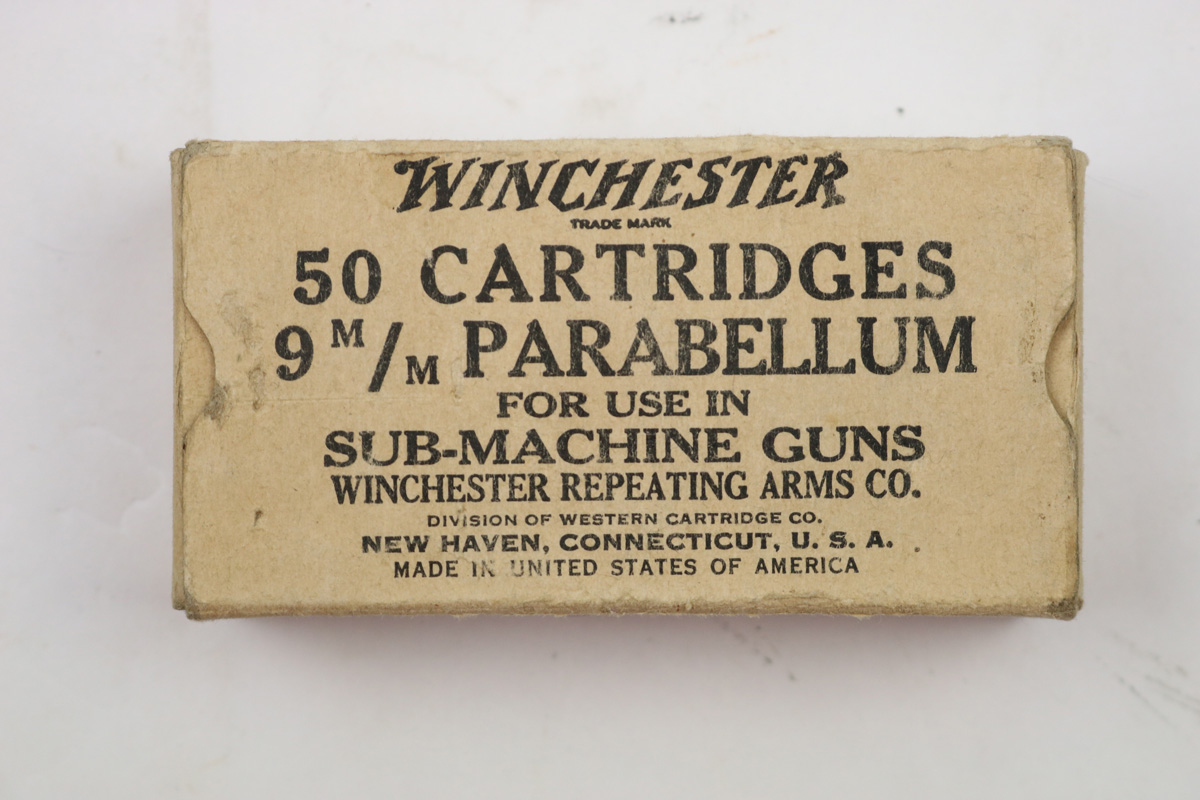 WINCHESTER
TRADE MARK
50 CARTRIDGES
9 M/M PARABELLUM
FOR USE IN
SUB-MACHINE GUNS
WINCHESTER REPEATING ARMS CO.
DIVISION OF WESTERN CARTRIDGE CO.
NEW HAVEN, CONNECTICUT, U. S. A.
MADE IN UNITED STATES OF AMERICA